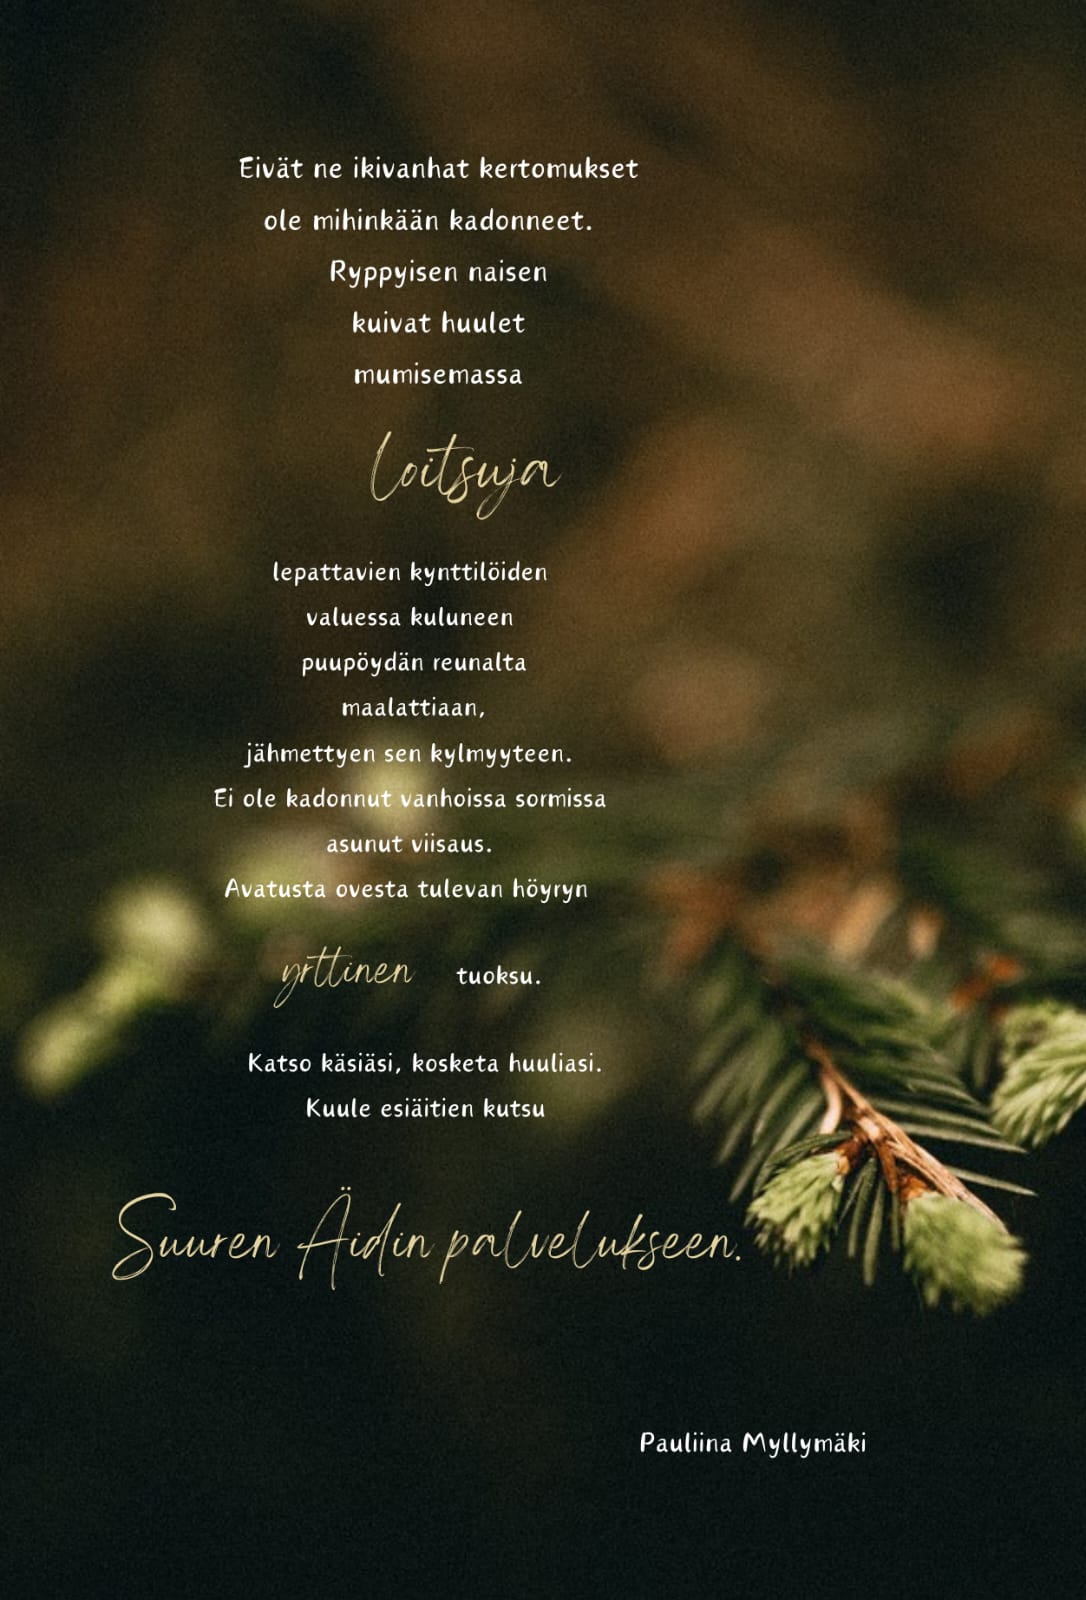 Eivät ne ikivanhat kertomukset
ole mihinkään kadonneet.
Ryppyisen naisen
kuivat huulet
mumisemassa
loitsuja
lepattavien kynttilöiden
valuessa kuluneen
puupöydän reunalta
maalattiaan,
jähmettyen sen kylmyyteen.
Ei ole kadonnut vanhoissa sormissa
asunut viisaus.
Avatusta ovesta tulevan höyryn
yrttinen tuoksu.
Katso käsiäsi, kosketa huuliasi.
Kuule esiäitien kutsu
Suuren Äidin palvelukseen.
Pauliina Myllymäki